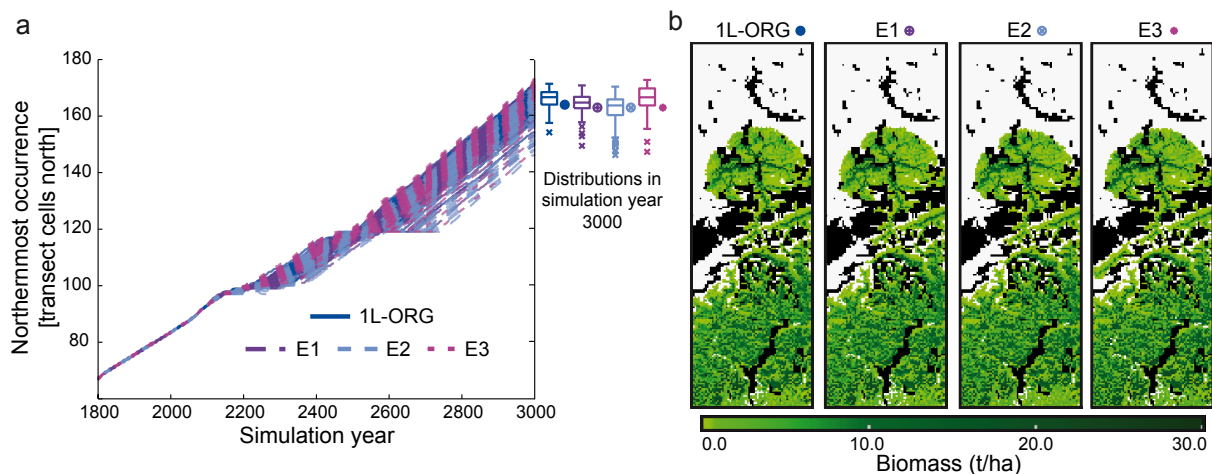 a
Northernmost occurrence
[transect cells north]
180
160
140
120
100
80
1800
2000
2200
2400
2600
2800
3000
Simulation year
1L-ORG
E1
E2
E3
Distributions in
simulation year
3000
b
1L-ORG
E1
E2
E3
0.0
10.0
20.0
30.0
Biomass (t/ha)